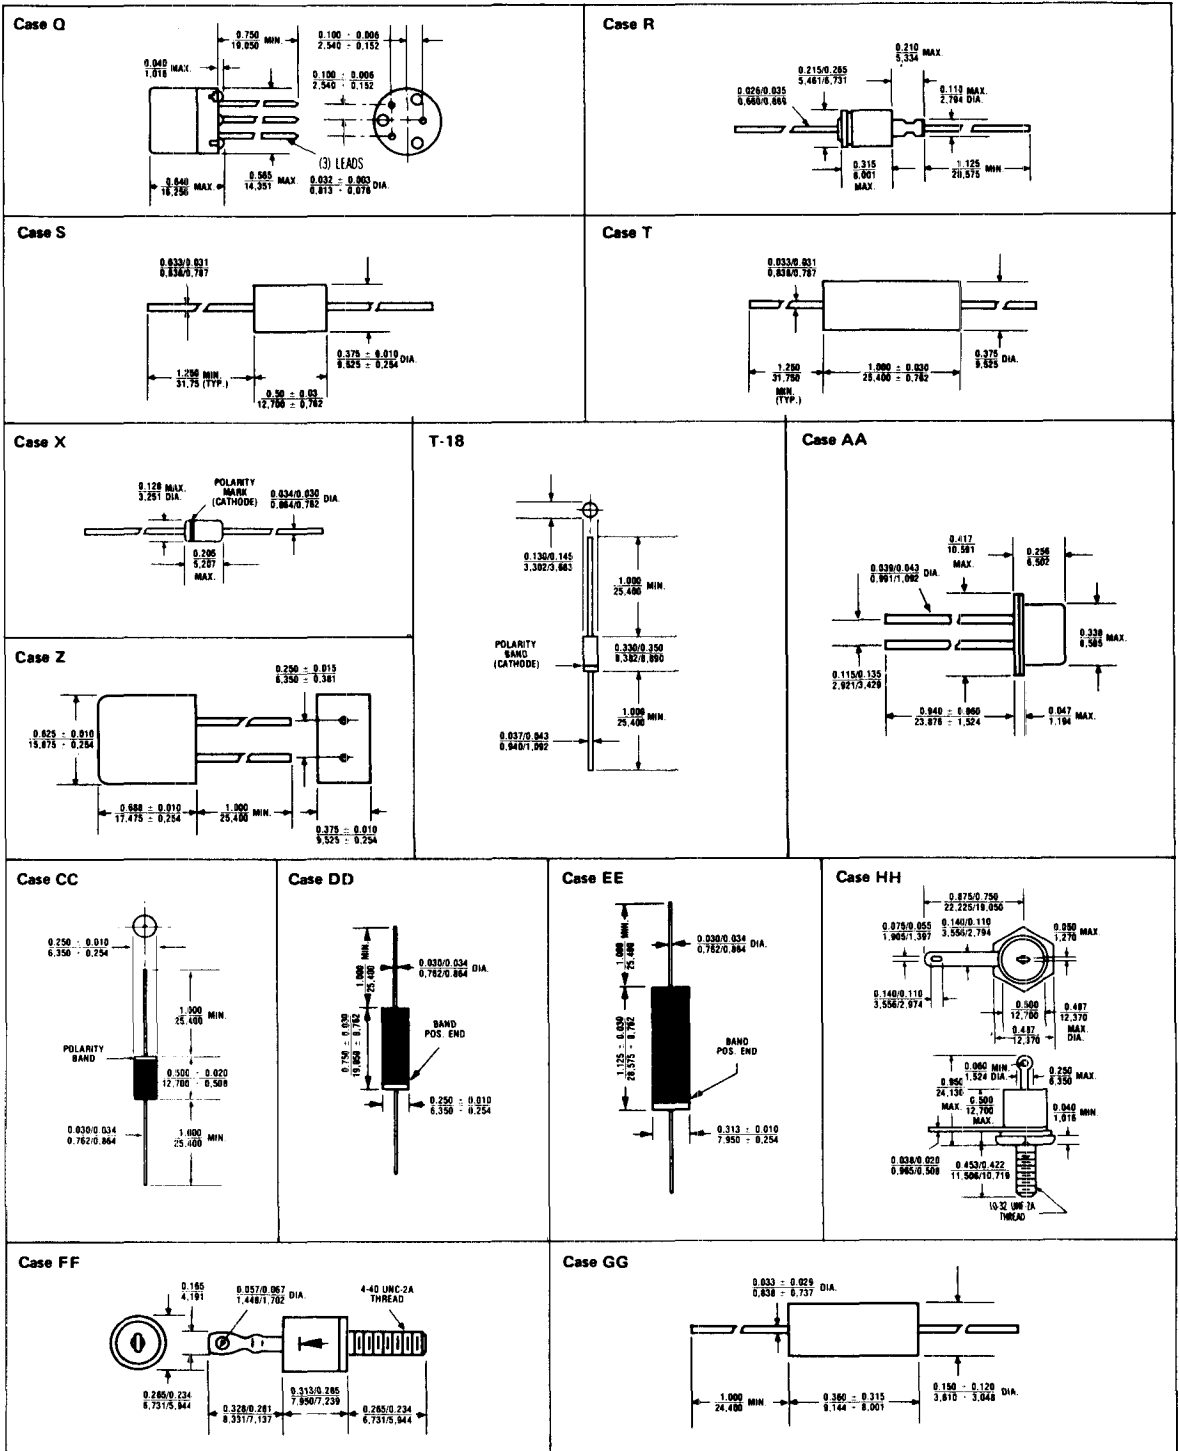 Case Q
0.750
19,050 MIN.
0.100 ± 0.006
2,540 ± 0,152
0.040
1,016 MAX.
0.100 ± 0.006
2,540 ± 0,152
(3) LEADS
0.640
16,256 MAX.
0.565
14,351 MAX.
0.032 ± 0.003
0,813 ± 0,076 DIA.
Case R
0.210
5,334 MAX.
0.215/0.265
5,461/6,731
0.026/0.035
0,660/0,889
0.110 MAX.
2,794 DIA.
0.315
8,001
MAX.
1.125
28,575 MIN
Case S
0.033/0.031
0,838/0,787
0.375 ± 0.010
9,525 ± 0,254 DIA.
1.250 MIN.
31,75 (TYP.)
0.50 ± 0.03
12,700 ± 0,762
Case T
0.033/0.031
0,838/0,787
0.375
9,525 DIA.
1.250
31,750
MIN.
(TYP.)
1.000 ± 0.030
25,400 ± 0,762
Case X
0.128 MAX.
3,251 DIA.
POLARITY
MARK
(CATHODE)
0.034/0.030
0,864/0,762 DIA.
0.205
5,207
MAX.
T-18
0.130/0.145
3,302/3,683
1.000
25,400 MIN.
POLARITY
BAND
(CATHODE)
0.330/0.350
8,382/8,890
1.000
25,400 MIN.
0.037/0.043
0,940/1,092
Case AA
0.417
10,591
MAX.
0.256
6,502
0.039/0.043
0,991/1,092 DIA.
0.338
8,585 MAX.
0.115/0.135
2,921/3,429
0.940 ± 0.060
23,876 ± 1,524
0.047
1,194 MAX.
Case Z
0.250 ± 0.015
6,350 ± 0,381
0.625 ± 0.010
15,875 ± 0,254
0.688 ± 0.010
17,475 ± 0,254
1.000
25,400 MIN.
0.375 ± 0.010
9,525 ± 0,254
Case CC
0.250 ± 0.010
6,350 ± 0,254
1.000
25,400 MIN.
POLARITY
BAND
0.500 ± 0.020
12,700 ± 0,508
0.030/0.034
0,762/0,864
1.000
25,400 MIN.
Case DD
1.000 MIN.
25,400
0.030/0.034
0,762/0,864 DIA.
0.750 ± 0.030
19,050 ± 0,762
BAND
POS. END
0.250 ± 0.010
6,350 ± 0,254
Case EE
1.000 MIN.
25,400
0.030/0.034
0,762/0,864 DIA.
1.125 ± 0.030
28,575 ± 0,762
BAND
POS. END
0.313 ± 0.010
7,950 ± 0,254
Case HH
0.875/0.750
22,225/19,050
0.075/0.055
1,905/1,397
0.140/0.110
3,556/2,794
0.050
1,270 MAX.
0.140/0.110
3,556/2,974
0.500
12,700
0.487
12,370
0.487
12,370
MAX.
DIA.
0.060 MIN.
1,524 DIA.
0.250
6,350 MAX.
0.950
24,130
MAX.
0.500
12,700
MAX.
0.040
1,016 MIN.
0.038/0.020
0,965/0,508
0.453/0.422
11,506/10,719
10-32 UNF-2A
THREAD
Case FF
0.165
4,191
0.057/0.067
1,448/1,702 DIA.
4-40 UNC-2A
THREAD
0.265/0.234
6,731/5,944
0.328/0.281
8,331/7,137
0.313/0.285
7,950/7,239
0.265/0.234
6,731/5,944
Case GG
0.033 ± 0.029
0,838 ± 0,737 DIA.
1.000
24,400 MIN.
0.360 ± 0.315
9,144 ± 8,001
0.150 ± 0.120
3,810 ± 3,048 DIA.